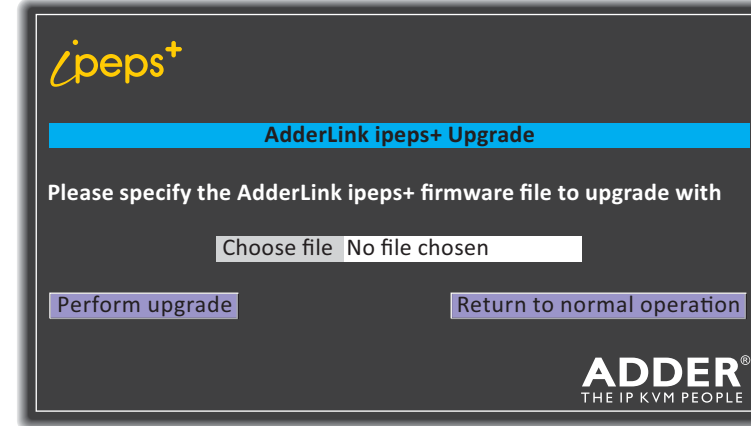 ipeps+
AdderLink ipeps+ Upgrade
Please specify the AdderLink ipeps+ firmware file to upgrade with
Choose file No file chosen
Perform upgrade Return to normal operation
ADDER®
THE IP KVM PEOPLE